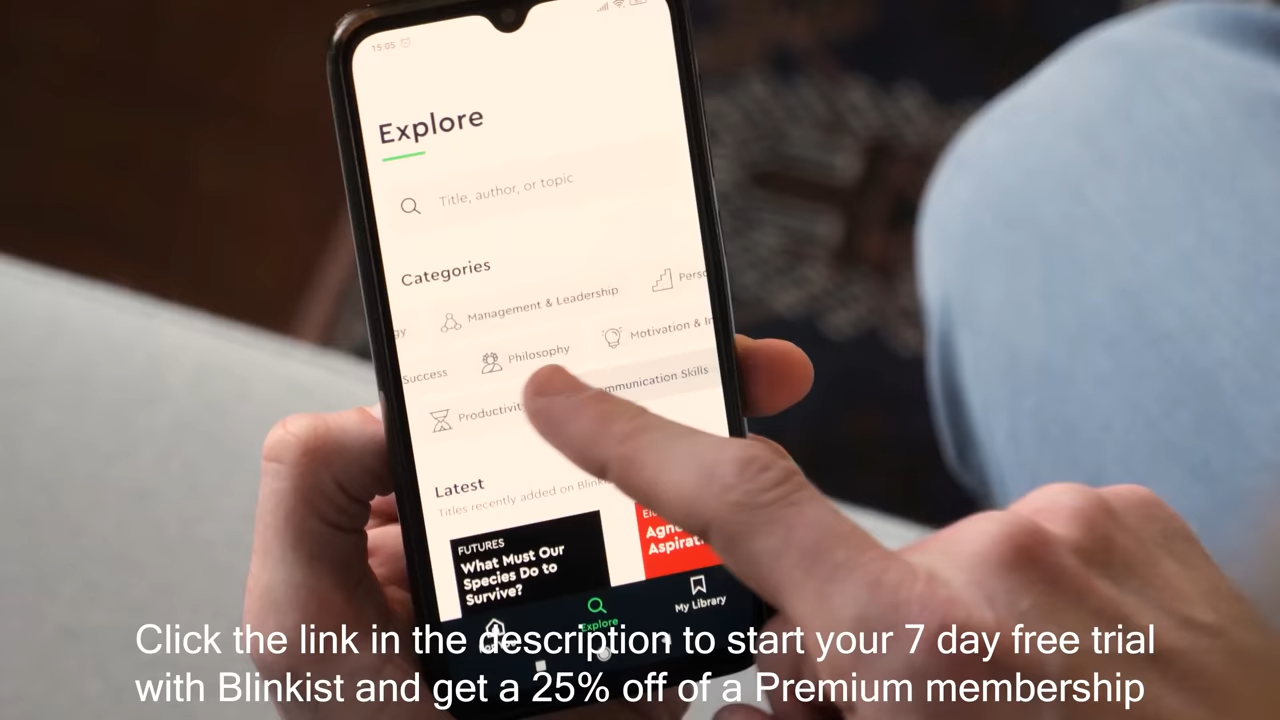 15:05
Explore
Title, author, or topic
Categories
Management & Leadership
Philosophy
Motivation &
Success
Communication Skills
Productivity
Latest
Titles recently added on Blinkist
FUTURES
What Must Our
Species Do to
Survive?
Explore
My Library
Click the link in the description to start your 7 day free trial
with Blinkist and get a 25% off of a Premium membership